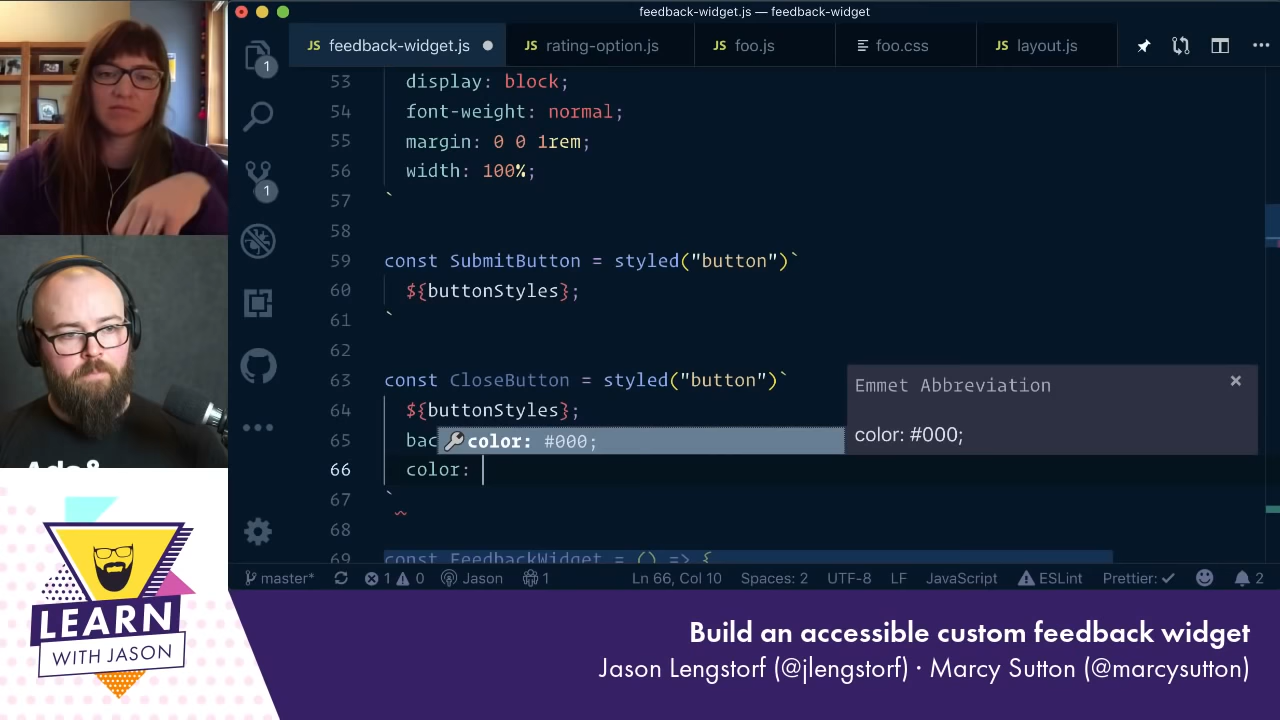 feedback-widget.js — feedback-widget
JS feedback-widget.js
JS rating-option.js
JS foo.js
foo.css
JS layout.js
1
1
53 display: block;
54 font-weight: normal;
55 margin: 0 0 1rem;
56 width: 100%;
57 `
58
59 const SubmitButton = styled("button")`
60 ${buttonStyles};
61 `
62
63 const CloseButton = styled("button")`
64 ${buttonStyles};
65 bac
66 color:
67 `
68
69 const FeedbackWidget = () => {
color: #000;
Emmet Abbreviation
color: #000;
master* 1 0 Jason 1 Ln 66, Col 10 Spaces: 2 UTF-8 LF JavaScript ESLint Prettier: 2
LEARN
WITH JASON
Build an accessible custom feedback widget
Jason Lengstorf (@jlengstorf) · Marcy Sutton (@marcysutton)